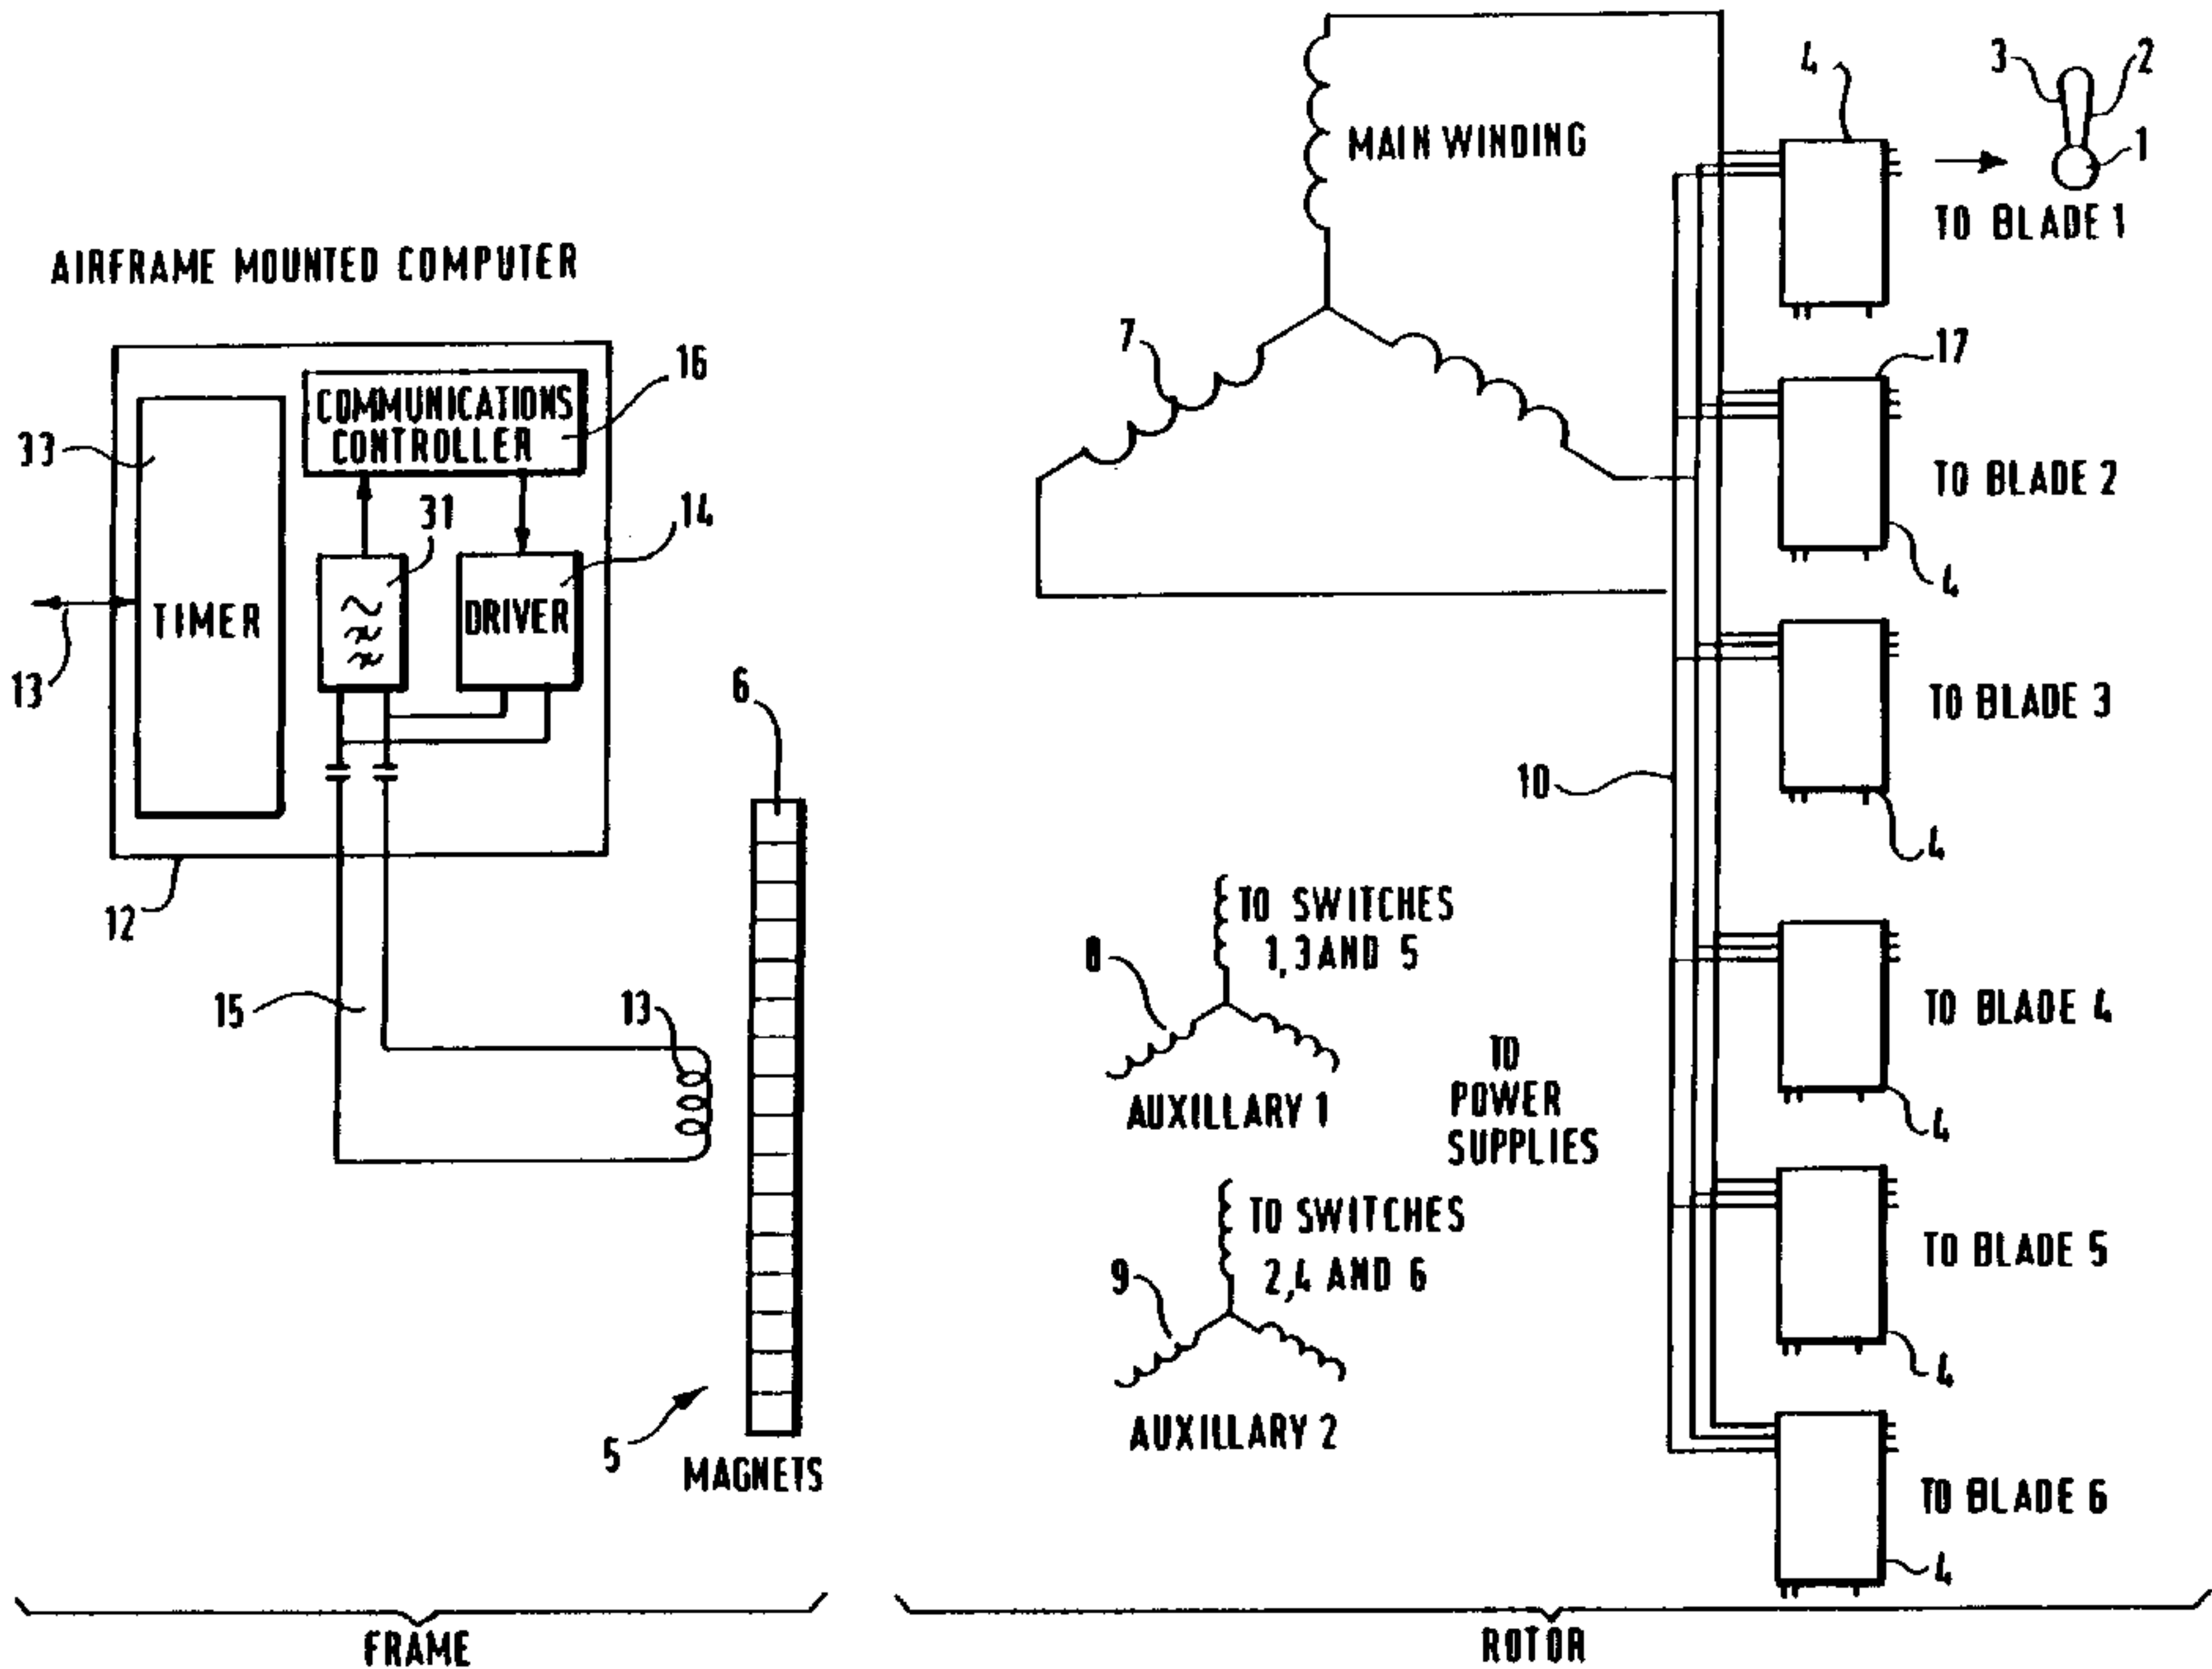 MAIN WINDING
4
3
2
1
TO BLADE 1
AIRFRAME MOUNTED COMPUTER
7
17
16
COMMUNICATIONS
CONTROLLER
33
31
14
TO BLADE 2
4
TIMER
DRIVER
13
6
TO BLADE 3
10
4
12
TO SWITCHES
1,3 AND 5
8
15
13
TO BLADE 4
TO
POWER
SUPPLIES
AUXILLARY 1
4
TO SWITCHES
2,4 AND 6
9
TO BLADE 5
4
5
MAGNETS
AUXILLARY 2
TO BLADE 6
4
FRAME
ROTOR